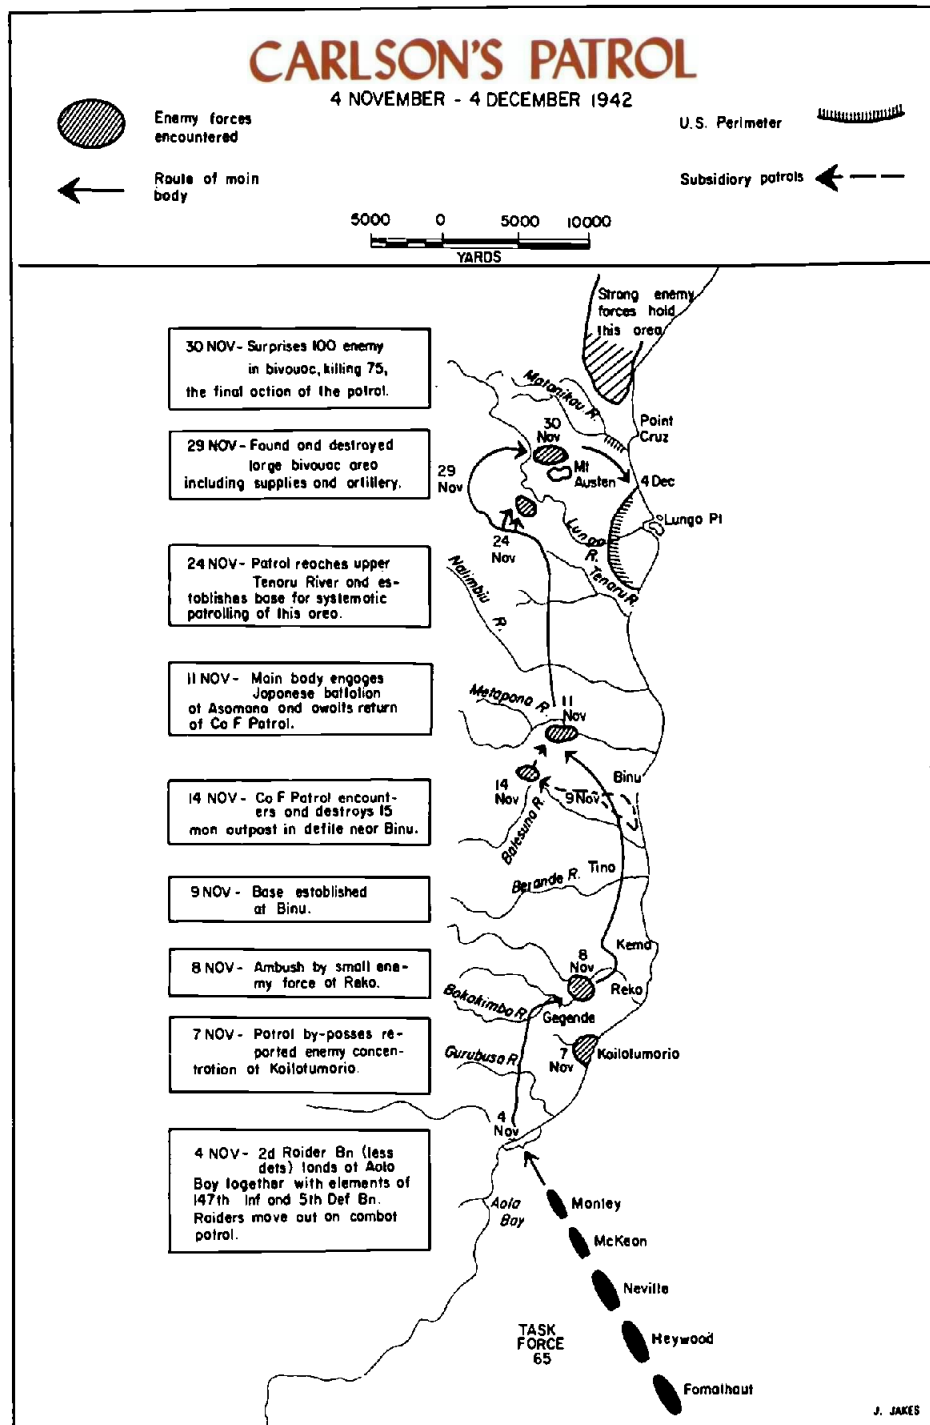 CARLSON'S PATROL
4 NOVEMBER - 4 DECEMBER 1942
Enemy forces
encountered
Route of main
body
U.S. Perimeter
Subsidiary patrols
5000 0 5000 10000
YARDS
30 NOV- Surprises 100 enemy
in bivouac, killing 75,
the final action of the patrol.
29 NOV- Found and destroyed
large bivouac area
including supplies and artillery.
24 NOV- Patrol reaches upper
Tenaru River and es-
tablishes base for systematic
patrolling of this area.
11 NOV- Main body engages
Japanese battalion
at Asamana and awaits return
of Co F Patrol.
14 NOV- Co F Patrol encount-
ers and destroys 15
man outpost in defile near Binu.
9 NOV- Base established
at Binu.
8 NOV- Ambush by small ene-
my force at Reko.
7 NOV- Patrol by-passes re-
ported enemy concen-
tration at Koilotumorio.
4 NOV- 2d Raider Bn (less
dets) lands at Aola
Bay together with elements of
147th Inf and 5th Def Bn.
Raiders move out on combat
patrol.
Strong enemy
forces hold
this area
Matanikau R.
Point
Cruz
30
Nov
29
Nov
Mt
Austen
4 Dec
Lunga Pt
24
Nov
Lunga
R.
Tenaru R.
Nalimbiu
R.
Metapona R.
11
Nov
14
Nov
9 Nov
Binu
Balesuna R.
Tina
Berande R.
Kema
8
Nov
Reko
Bokokimbo R.
Gegende
7
Nov
Koilotumorio
Gurubusa R.
4
Nov
Aola
Bay
Manley
McKean
Neville
Heywood
Fomalhaut
TASK
FORCE
65
J. JAKES